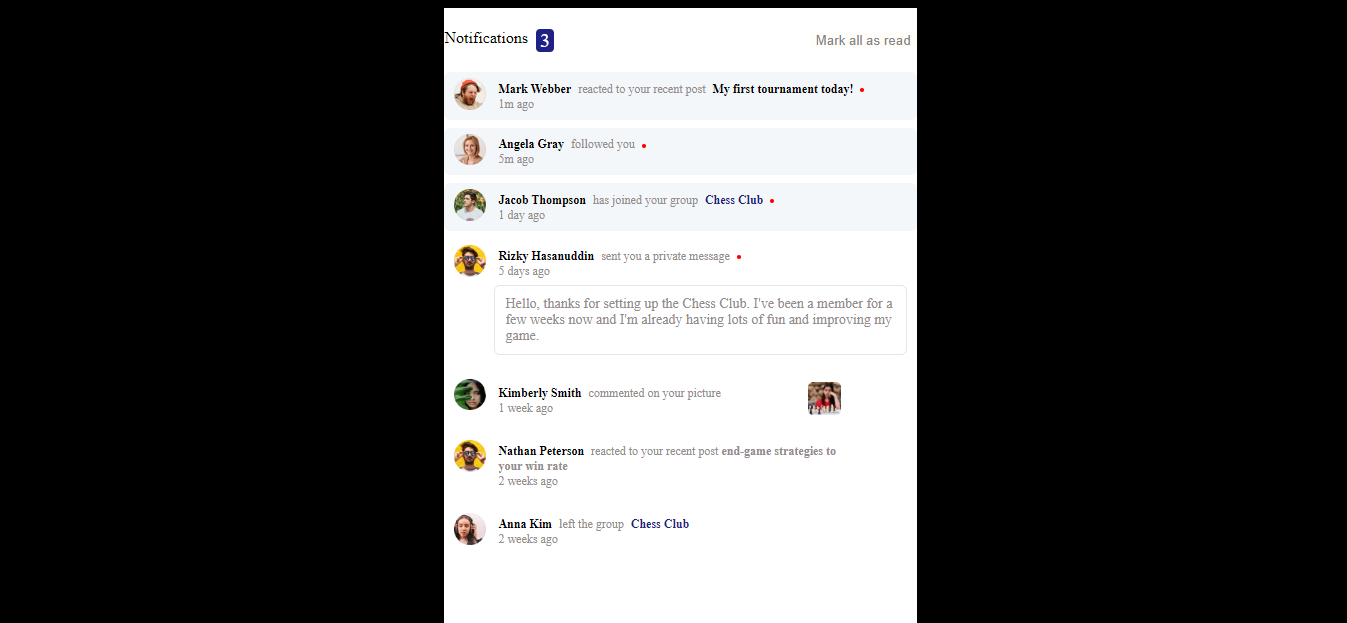 Notifications 3 Mark all as read
Mark Webber reacted to your recent post My first tournament today!
1m ago
Angela Gray followed you
5m ago
Jacob Thompson has joined your group Chess Club
1 day ago
Rizky Hasanuddin sent you a private message
5 days ago
Hello, thanks for setting up the Chess Club. I've been a member for a
few weeks now and I'm already having lots of fun and improving my
game.
Kimberly Smith commented on your picture
1 week ago
Nathan Peterson reacted to your recent post end-game strategies to
your win rate
2 weeks ago
Anna Kim left the group Chess Club
2 weeks ago